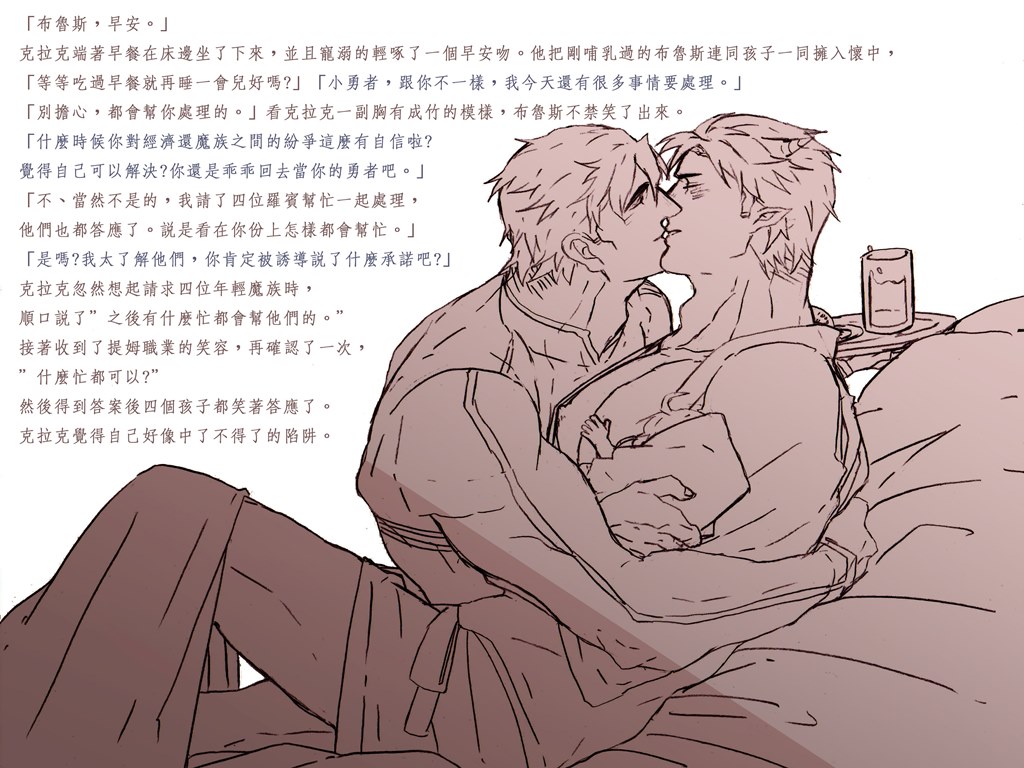 「布魯斯，早安。」
克拉克端著早餐在床邊坐了下來，並且寵溺的輕啄了一個早安吻。他把剛哺乳過的布魯斯連同孩子一同擁入懷中，
「等等吃過早餐就再睡一會兒好嗎?」「小勇者，跟你不一樣，我今天還有很多事情要處理。」
「別擔心，都會幫你處理的。」看克拉克一副胸有成竹的模樣，布魯斯不禁笑了出來。
「什麼時候你對經濟還魔族之間的紛爭這麼有自信啦?
覺得自己可以解決?你還是乖乖回去當你的勇者吧。」
「不、當然不是的，我請了四位羅賓幫忙一起處理，
他們也都答應了。説是看在你份上怎樣都會幫忙。」
「是嗎?我太了解他們，你肯定被誘導説了什麼承諾吧?」
克拉克忽然想起請求四位年輕魔族時，
順口説了”之後有什麼忙都會幫他們的。”
接著收到了提姆職業的笑容，再確認了一次，
”什麼忙都可以?”
然後得到答案後四個孩子都笑著答應了。
克拉克覺得自己好像中了不得了的陷阱。